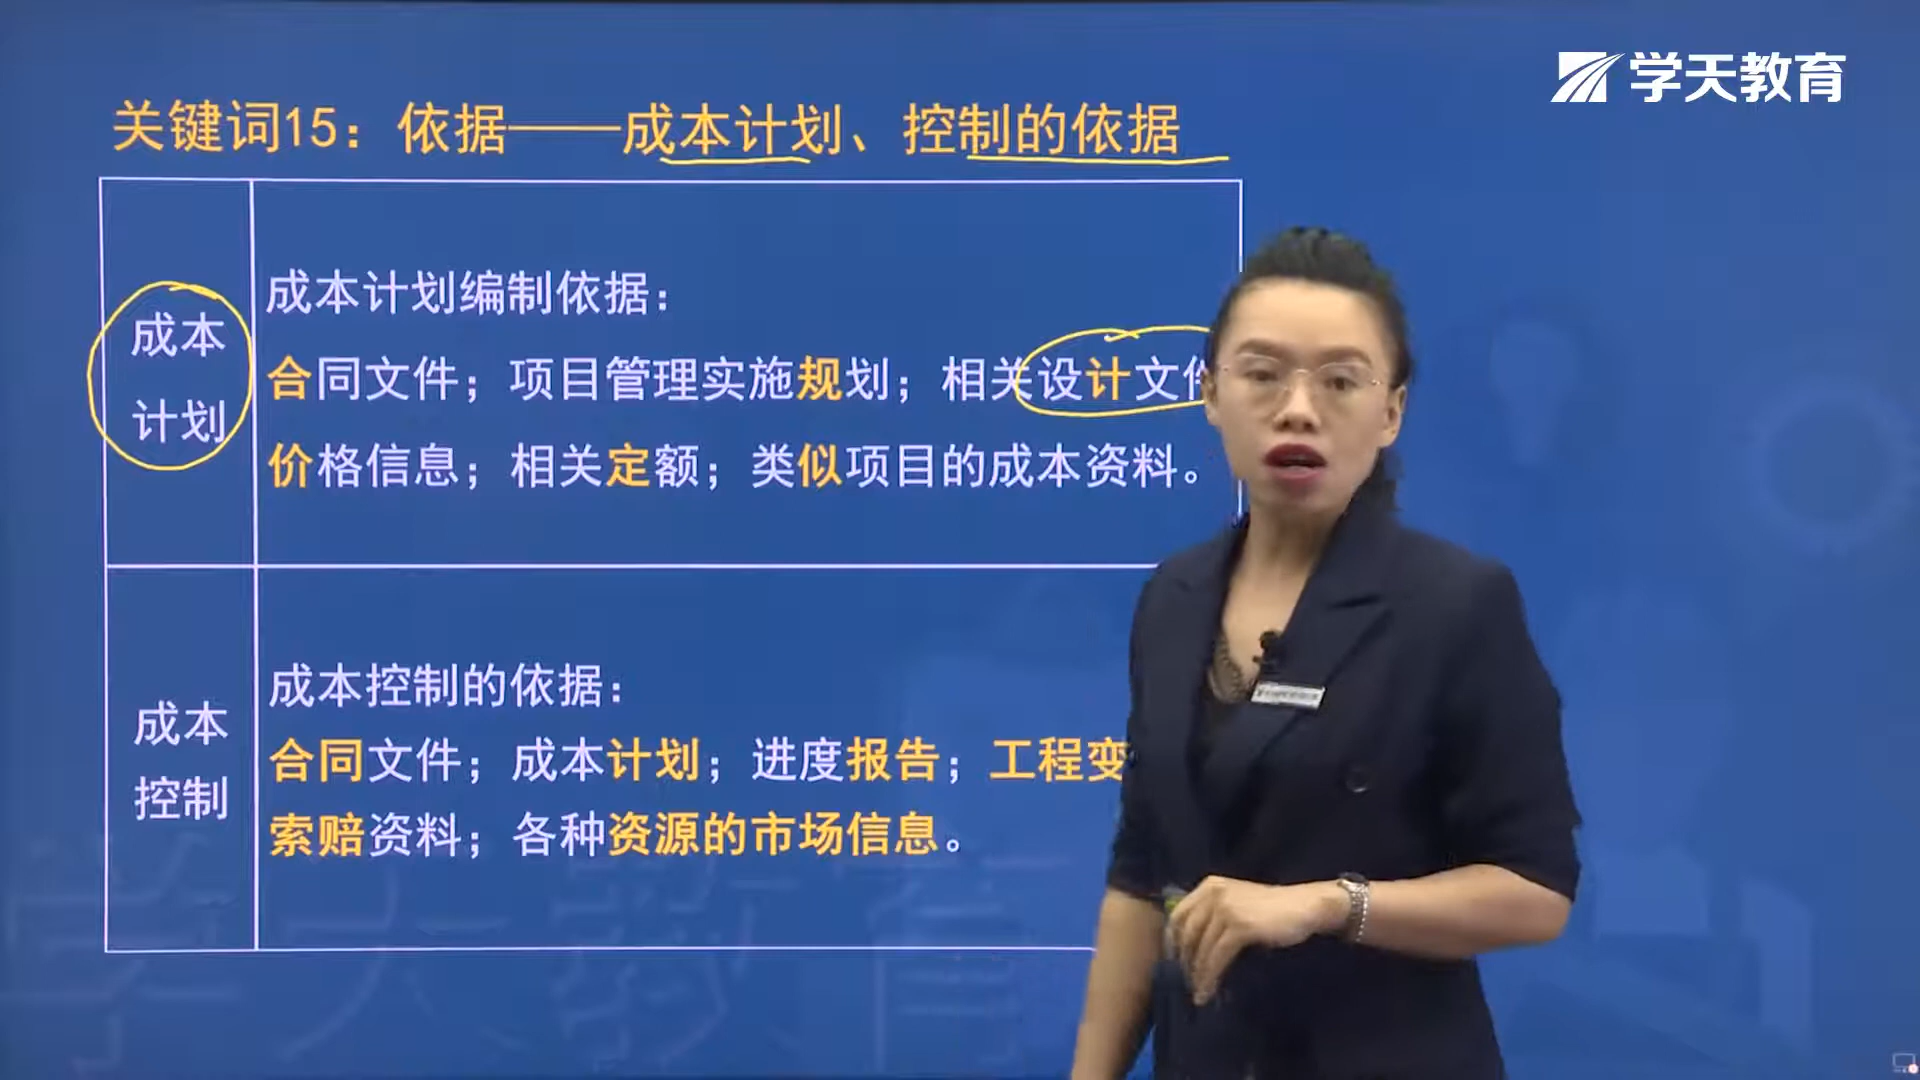 学天教育
关键词15：依据——成本计划、控制的依据
成本
计划
成本计划编制依据：
合同文件；项目管理实施规划；相关设计文
价格信息；相关定额；类似项目的成本资料。
成本
控制
成本控制的依据：
合同文件；成本计划；进度报告；工程变
索赔资料；各种资源的市场信息。
学天教育